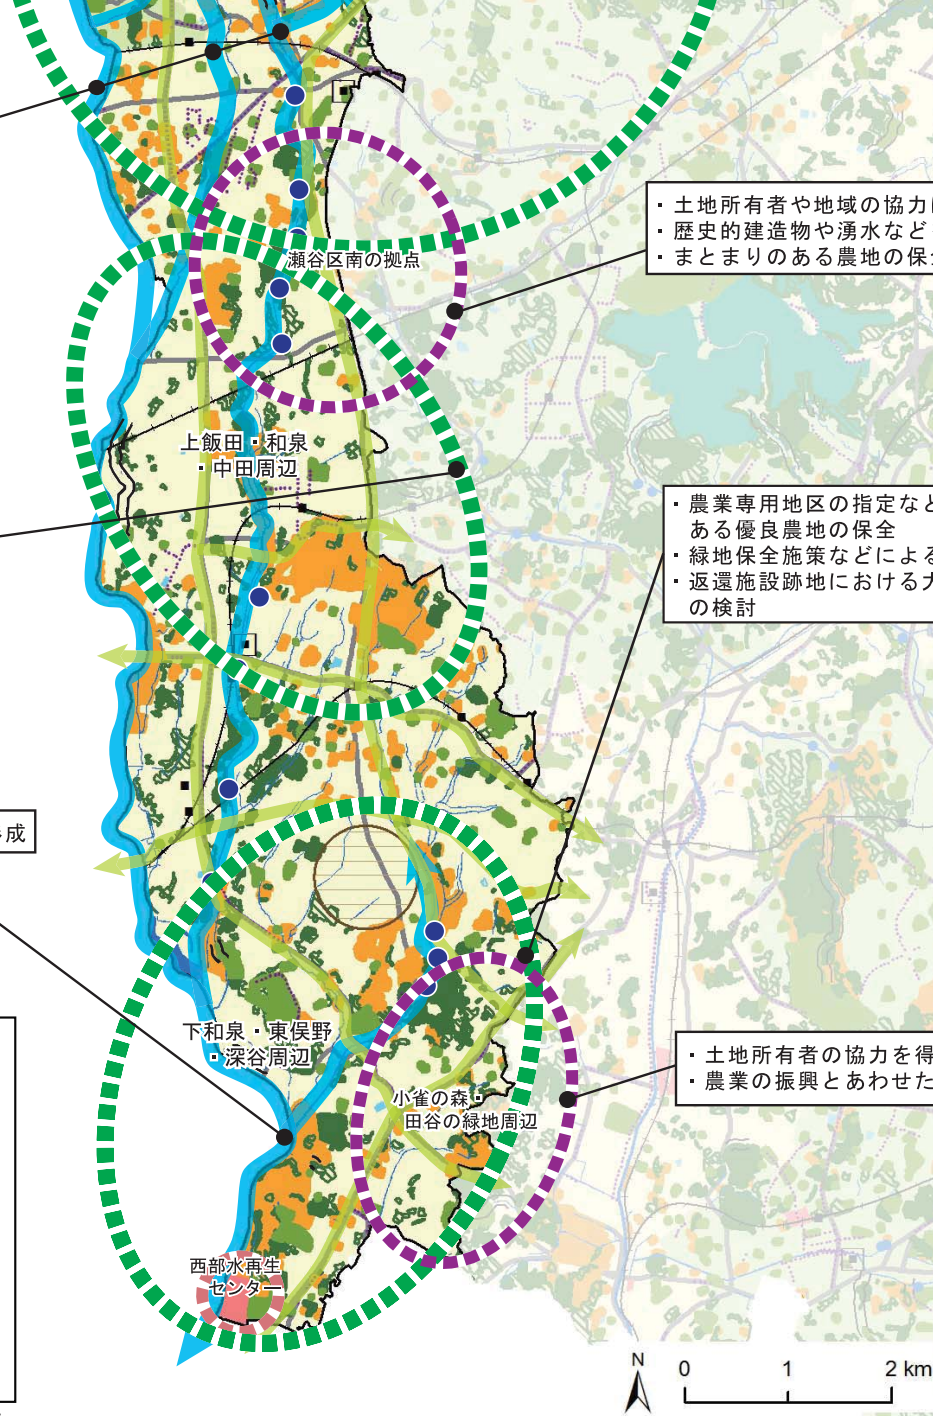 ・土地所有者や地域の協力
・歴史的建造物や湧水など
・まとまりのある農地の保全
瀬谷区南の拠点
上飯田・和泉
・中田周辺
・農業専用地区の指定など
ある優良農地の保全
・緑地保全施策などによる
・返還施設跡地における大
の検討
成
下和泉・東俣野
・深谷周辺
・土地所有者の協力を得
・農業の振興とあわせた
小雀の森・
田谷の緑地周辺
西部水再生
センター
N
0 1 2 km